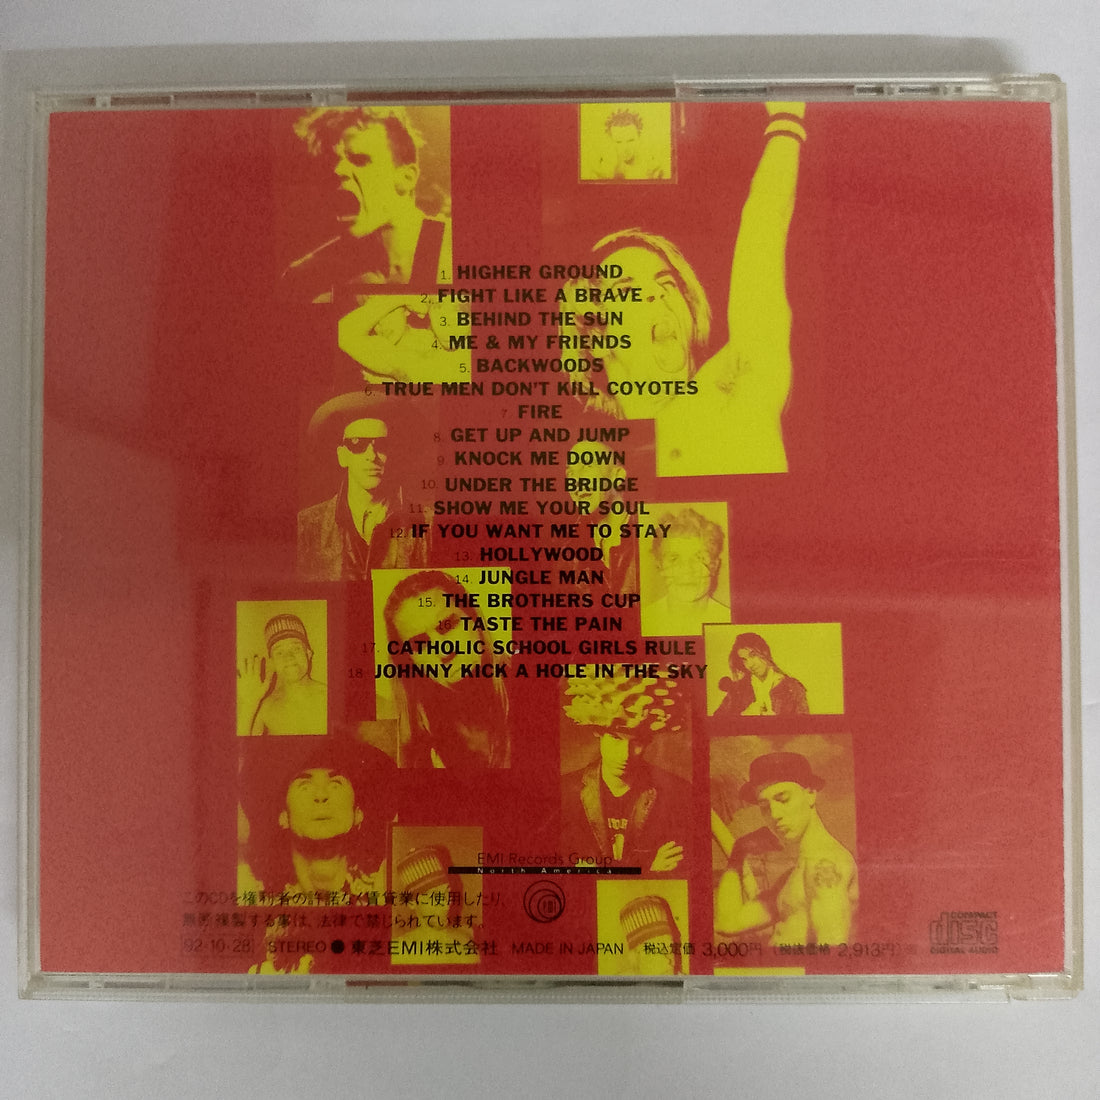 1. HIGHER GROUND
2. FIGHT LIKE A BRAVE
3. BEHIND THE SUN
4. ME & MY FRIENDS
5. BACKWOODS
6. TRUE MEN DON'T KILL COYOTES
7. FIRE
8. GET UP AND JUMP
9. KNOCK ME DOWN
10. UNDER THE BRIDGE
11. SHOW ME YOUR SOUL
12. IF YOU WANT ME TO STAY
13. HOLLYWOOD
14. JUNGLE MAN
15. THE BROTHERS CUP
16. TASTE THE PAIN
17. CATHOLIC SCHOOL GIRLS RULE
18. JOHNNY KICK A HOLE IN THE SKY
EMI Records Group
North America
このCDを権利者の許諾なく賃貸業に使用したり、
無断複製する事は、法律で禁じられています。
92・10・28 STEREO ● 東芝EMI株式会社 MADE IN JAPAN 税込定価 3,000円 (税抜価格 2,913円)
COMPACT
disc
DIGITAL AUDIO